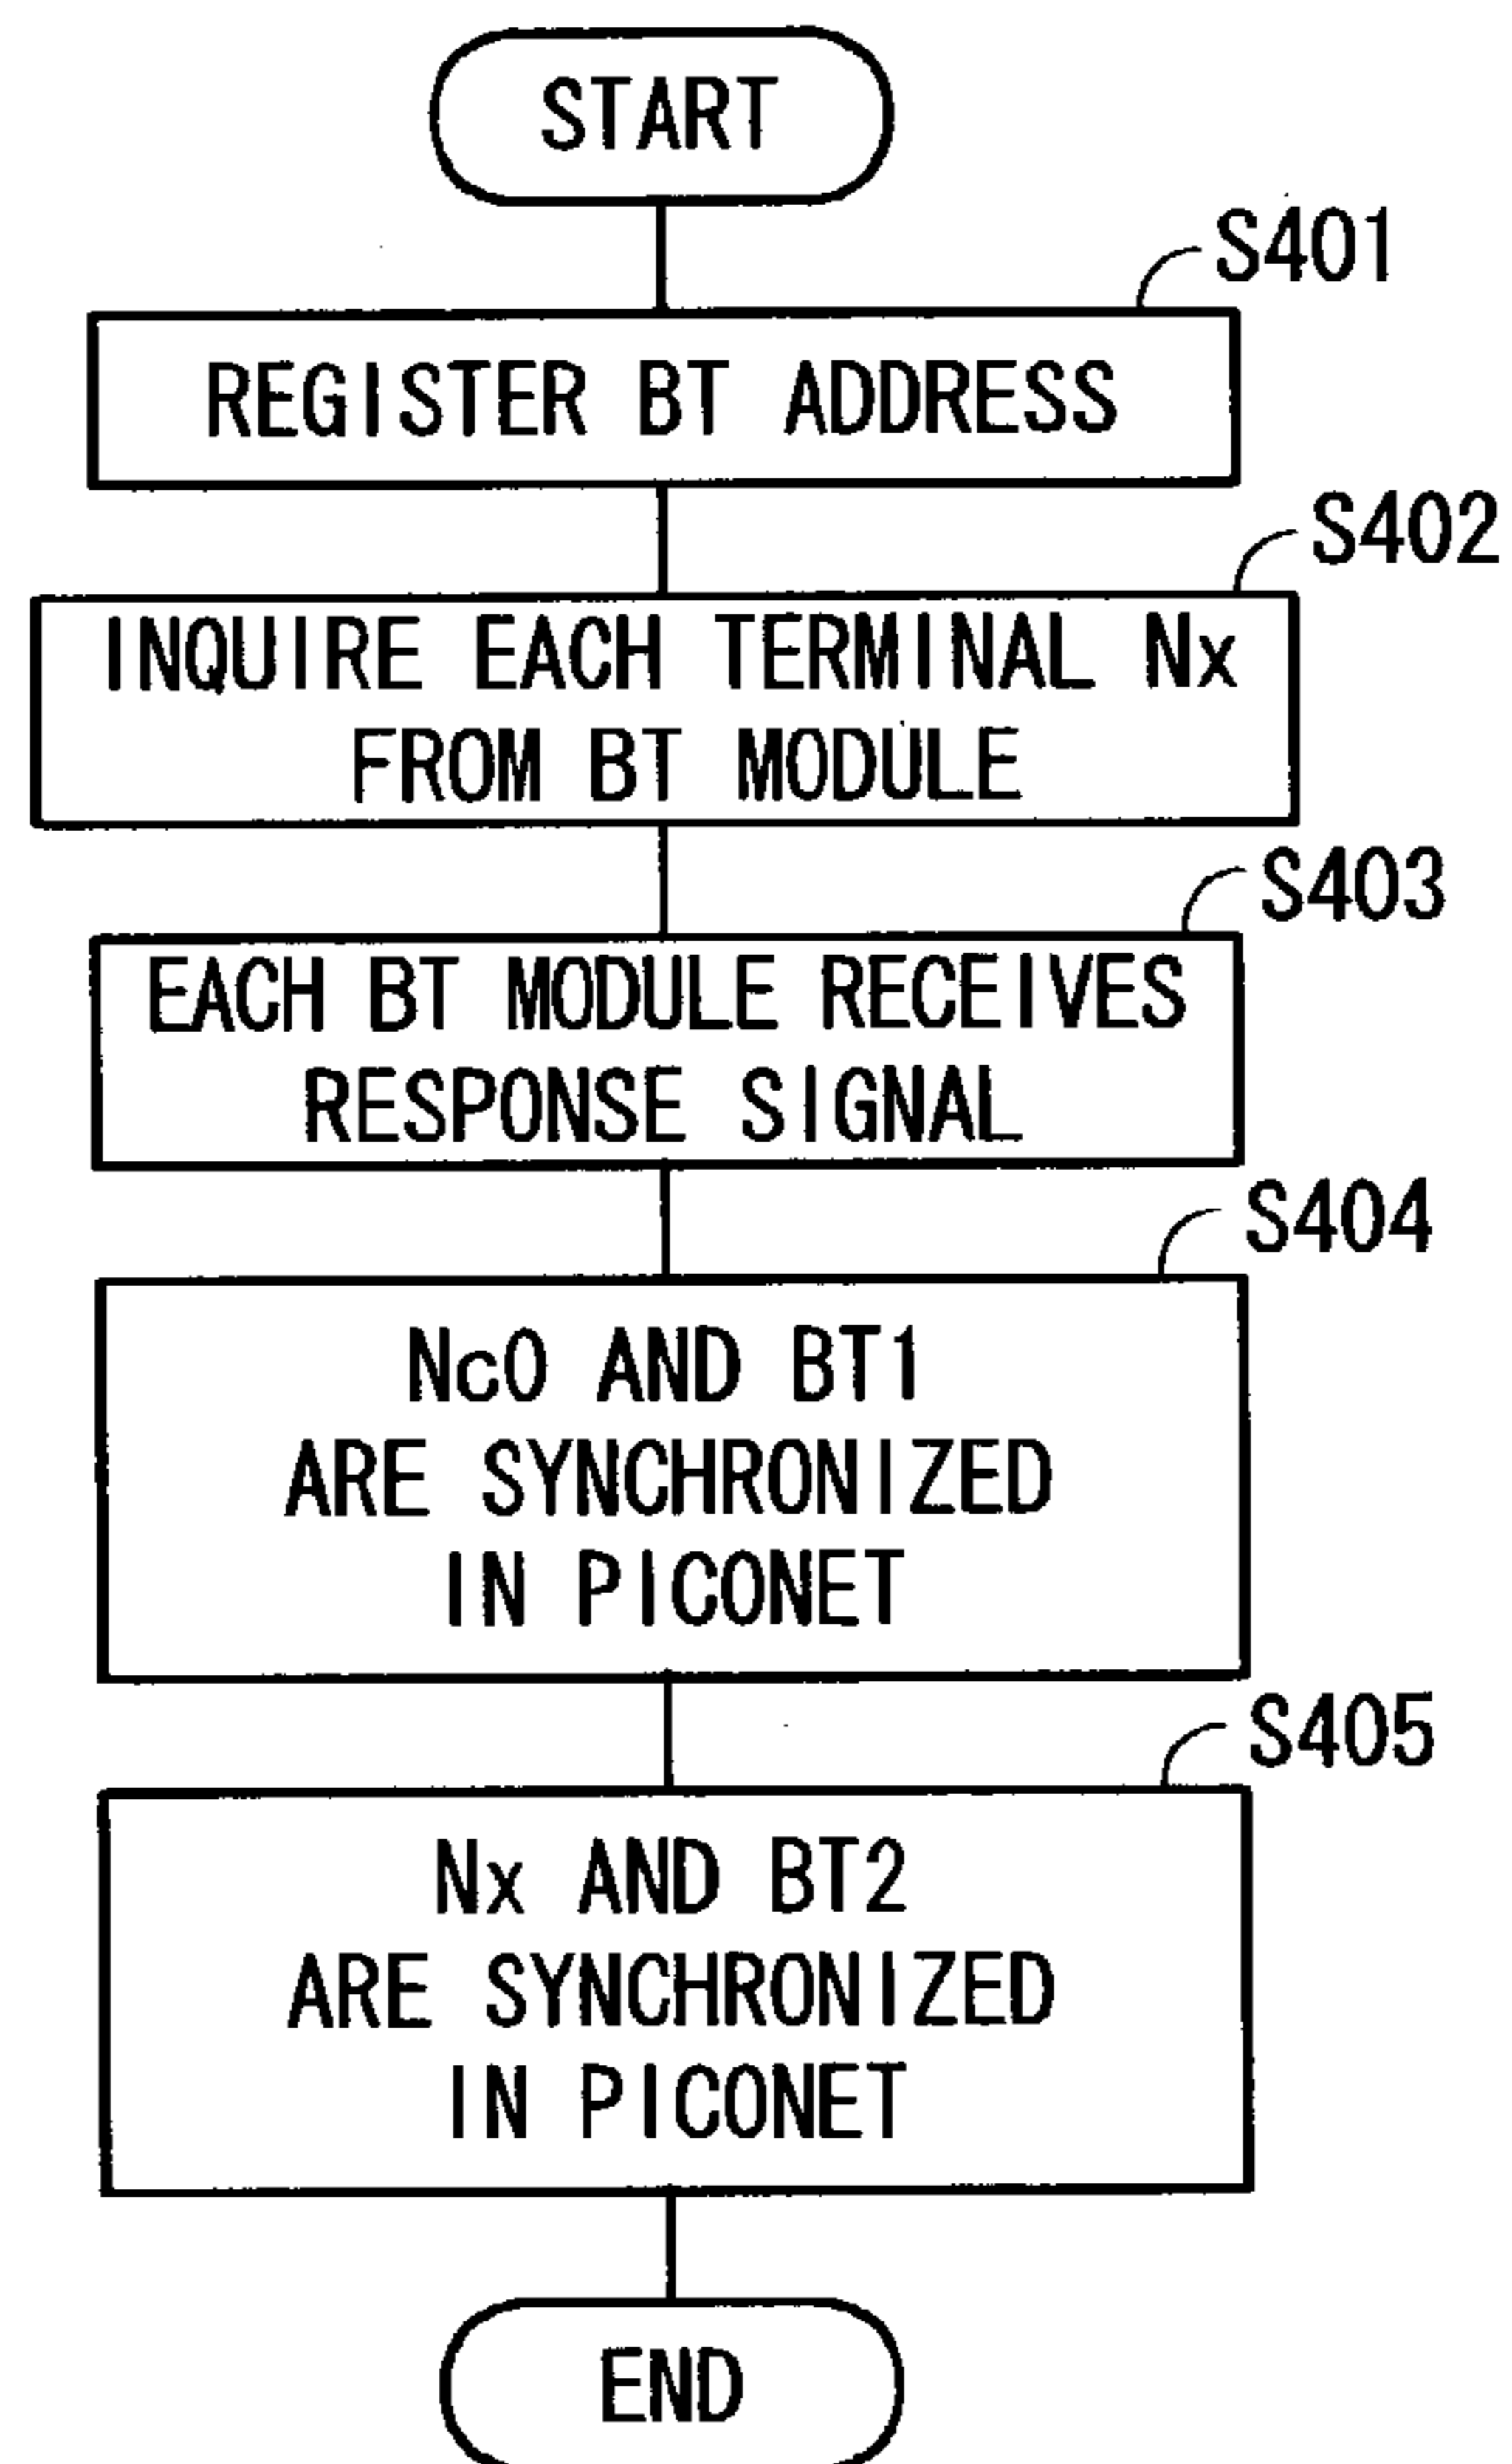 START
S401
REGISTER BT ADDRESS
S402
INQUIRE EACH TERMINAL Nx
FROM BT MODULE
S403
EACH BT MODULE RECEIVES
RESPONSE SIGNAL
S404
Nc0 AND BT1
ARE SYNCHRONIZED
IN PICONET
S405
Nx AND BT2
ARE SYNCHRONIZED
IN PICONET
END